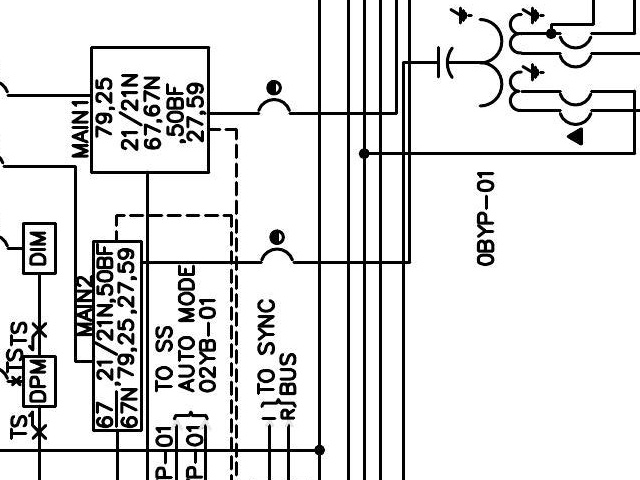 MAIN1
79,25
21/21N
67,67N
,50BF
27,59
0BYP-01
DIM
MAIN2
67 ,21/21N,50BF
67N,79,25,27,59
TO SS
AUTO MODE
02YB-01
I } TO SYNC
R } BUS
TS
TS
DPM
TS
P-01
YP-01